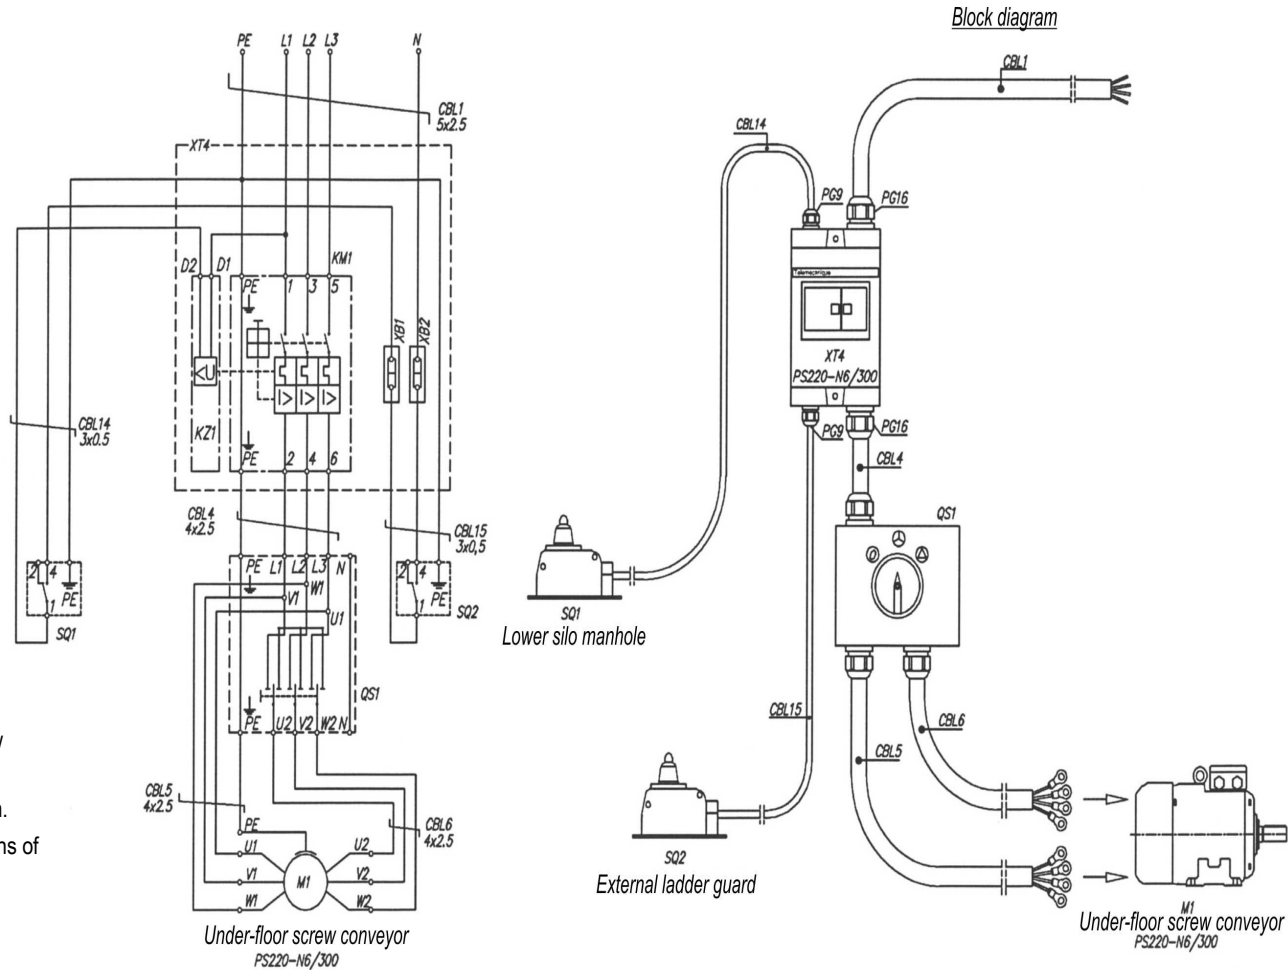 Block diagram
PE L1 L2 L3 N
CBL1
5x2.5
XT4
D2 D1
KM1
PE 1 3 5
XB1
XB2
<U
I> I> I>
KZ1
PE 2 4 6
CBL14
3x0.5
CBL4
4x2.5
CBL15
3x0,5
2 4
1 PE
SQ1
PE L1 L2 L3 N
W1
V1
U1
2 4
1 PE
SQ2
QS1
PE U2 V2 W2 N
y
n.
ns of
CBL5
4x2.5
PE
U1
V1
W1
M1
U2
V2
W2
CBL6
4x2.5
Under-floor screw conveyor
PS220-N6/300
CBL1
CBL14
PG9
PG16
Telemecanique
XT4
PS220-N6/300
PG9
PG16
CBL4
QS1
SQ1
Lower silo manhole
CBL15
CBL5
CBL6
SQ2
External ladder guard
M1
Under-floor screw conveyor
PS220-N6/300